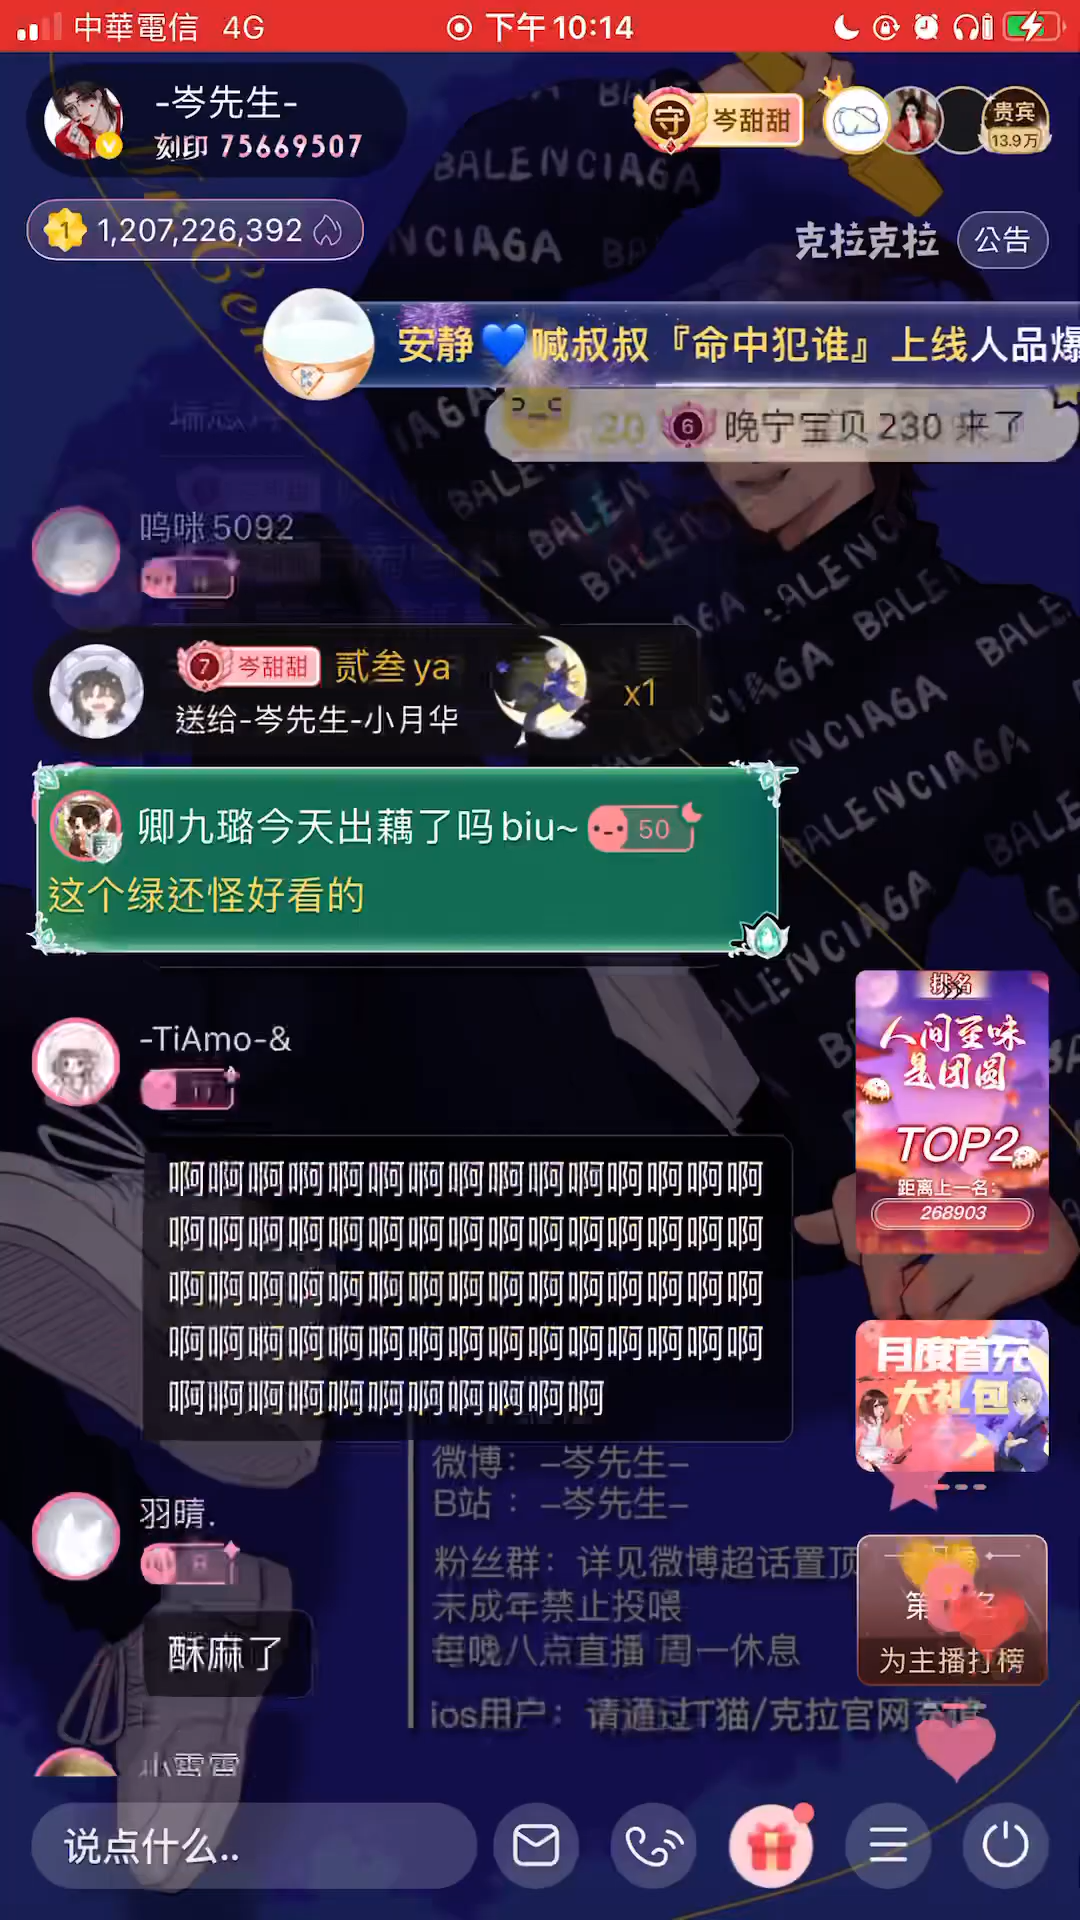 中華電信 4G
下午10:14
-岑先生-
刻印 75669507
守 岑甜甜
贵宾
13.9万
1 1,207,226,392
克拉克拉
公告
安静💙喊叔叔『命中犯谁』上线人品爆
20 6 晚宁宝贝 230 来了
BALENCIAGA
呜咪5092
7 岑甜甜 贰叁ya
送给-岑先生-小月华
x1
卿九璐今天出藕了吗biu~ 50
这个绿还怪好看的
-TiAmo-&
17
排名
人间至味
是团圆
TOP2
距离上一名:
268903
啊啊啊啊啊啊啊啊啊啊啊啊啊啊啊
啊啊啊啊啊啊啊啊啊啊啊啊啊啊啊
啊啊啊啊啊啊啊啊啊啊啊啊啊啊啊
啊啊啊啊啊啊啊啊啊啊啊啊啊啊啊
啊啊啊啊啊啊啊啊啊啊啊
月度首充
大礼包
微博：-岑先生-
B站：-岑先生-
羽晴.
8
粉丝群：详见微博超话置顶
未成年禁止投喂
每晚八点直播 周一休息
酥麻了
第 名
为主播打榜
ios用户：请通过T猫/克拉官网充值
小雪雪
说点什么..